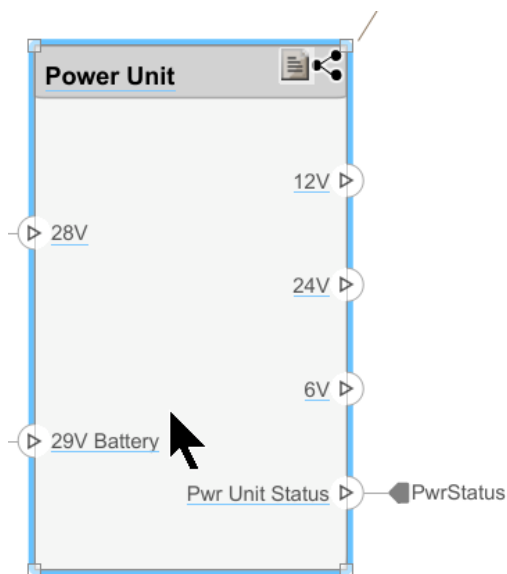 Power Unit
12V
28V
24V
6V
29V Battery
Pwr Unit Status
PwrStatus